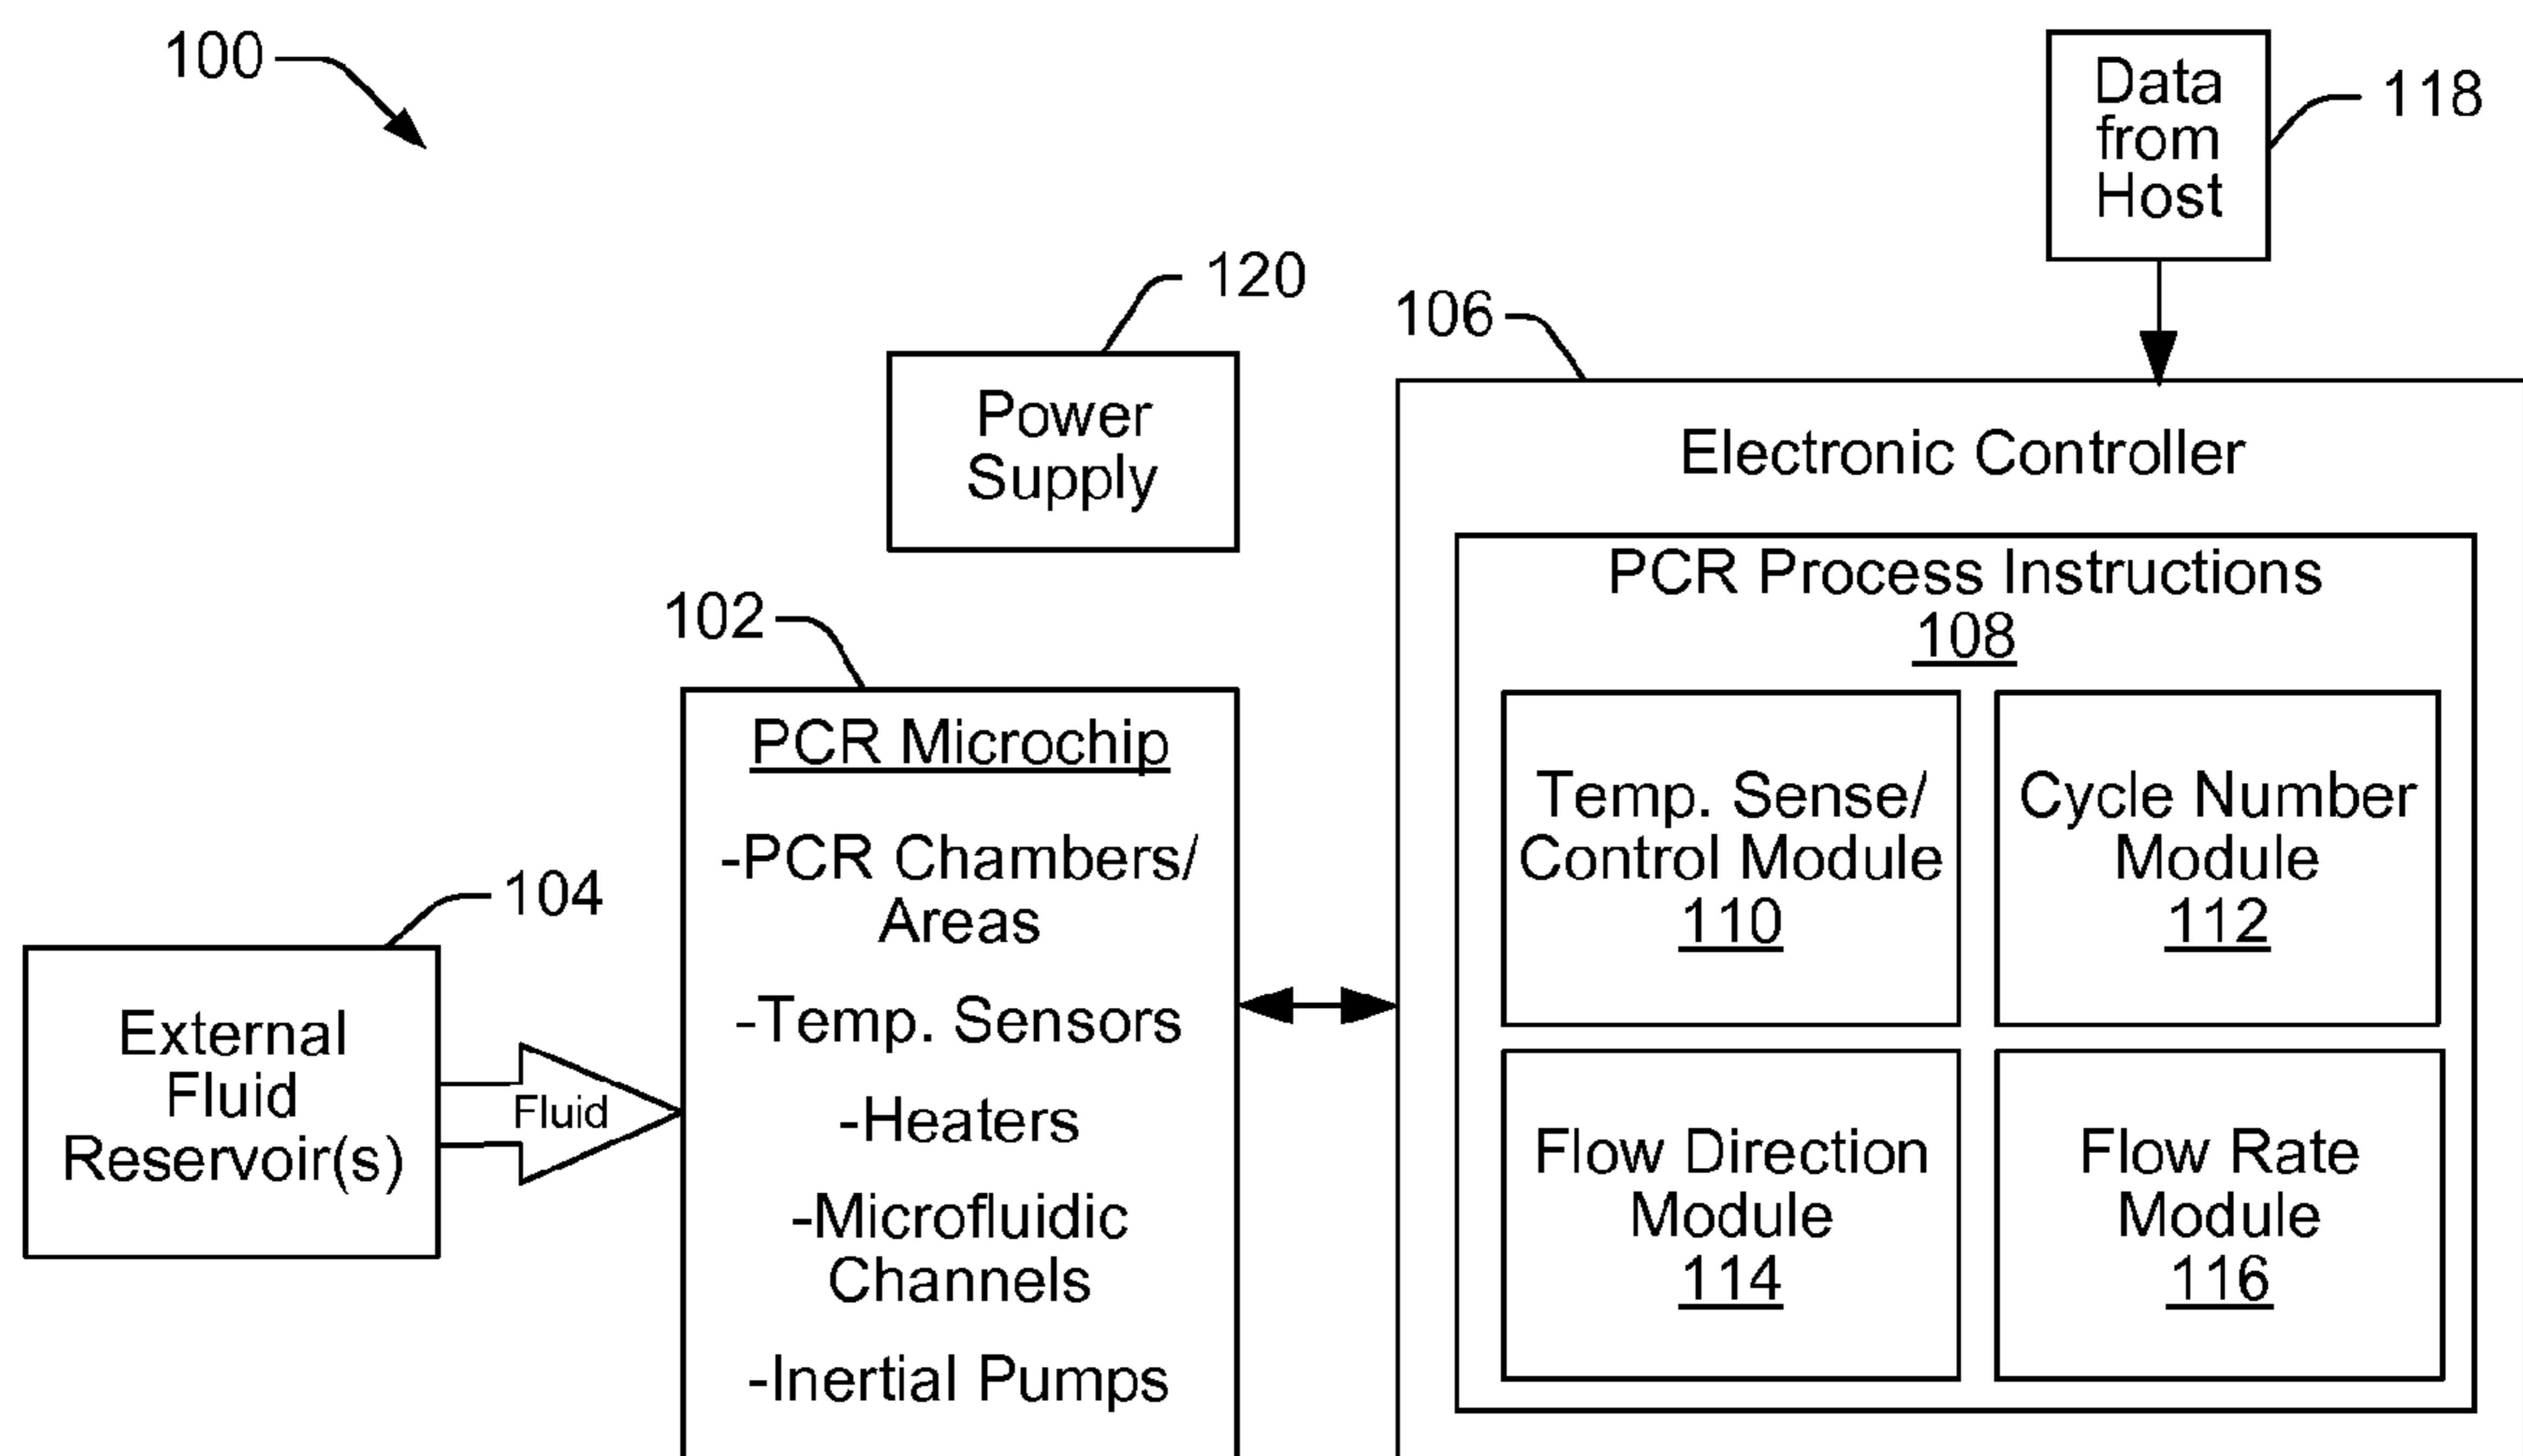 100
Data
from
Host
118
120
Power
Supply
106
Electronic Controller
PCR Process Instructions
108
Temp. Sense/
Control Module
110
Cycle Number
Module
112
Flow Direction
Module
114
Flow Rate
Module
116
102
PCR Microchip
-PCR Chambers/
Areas
-Temp. Sensors
-Heaters
-Microfluidic
Channels
-Inertial Pumps
104
External
Fluid
Reservoir(s)
Fluid